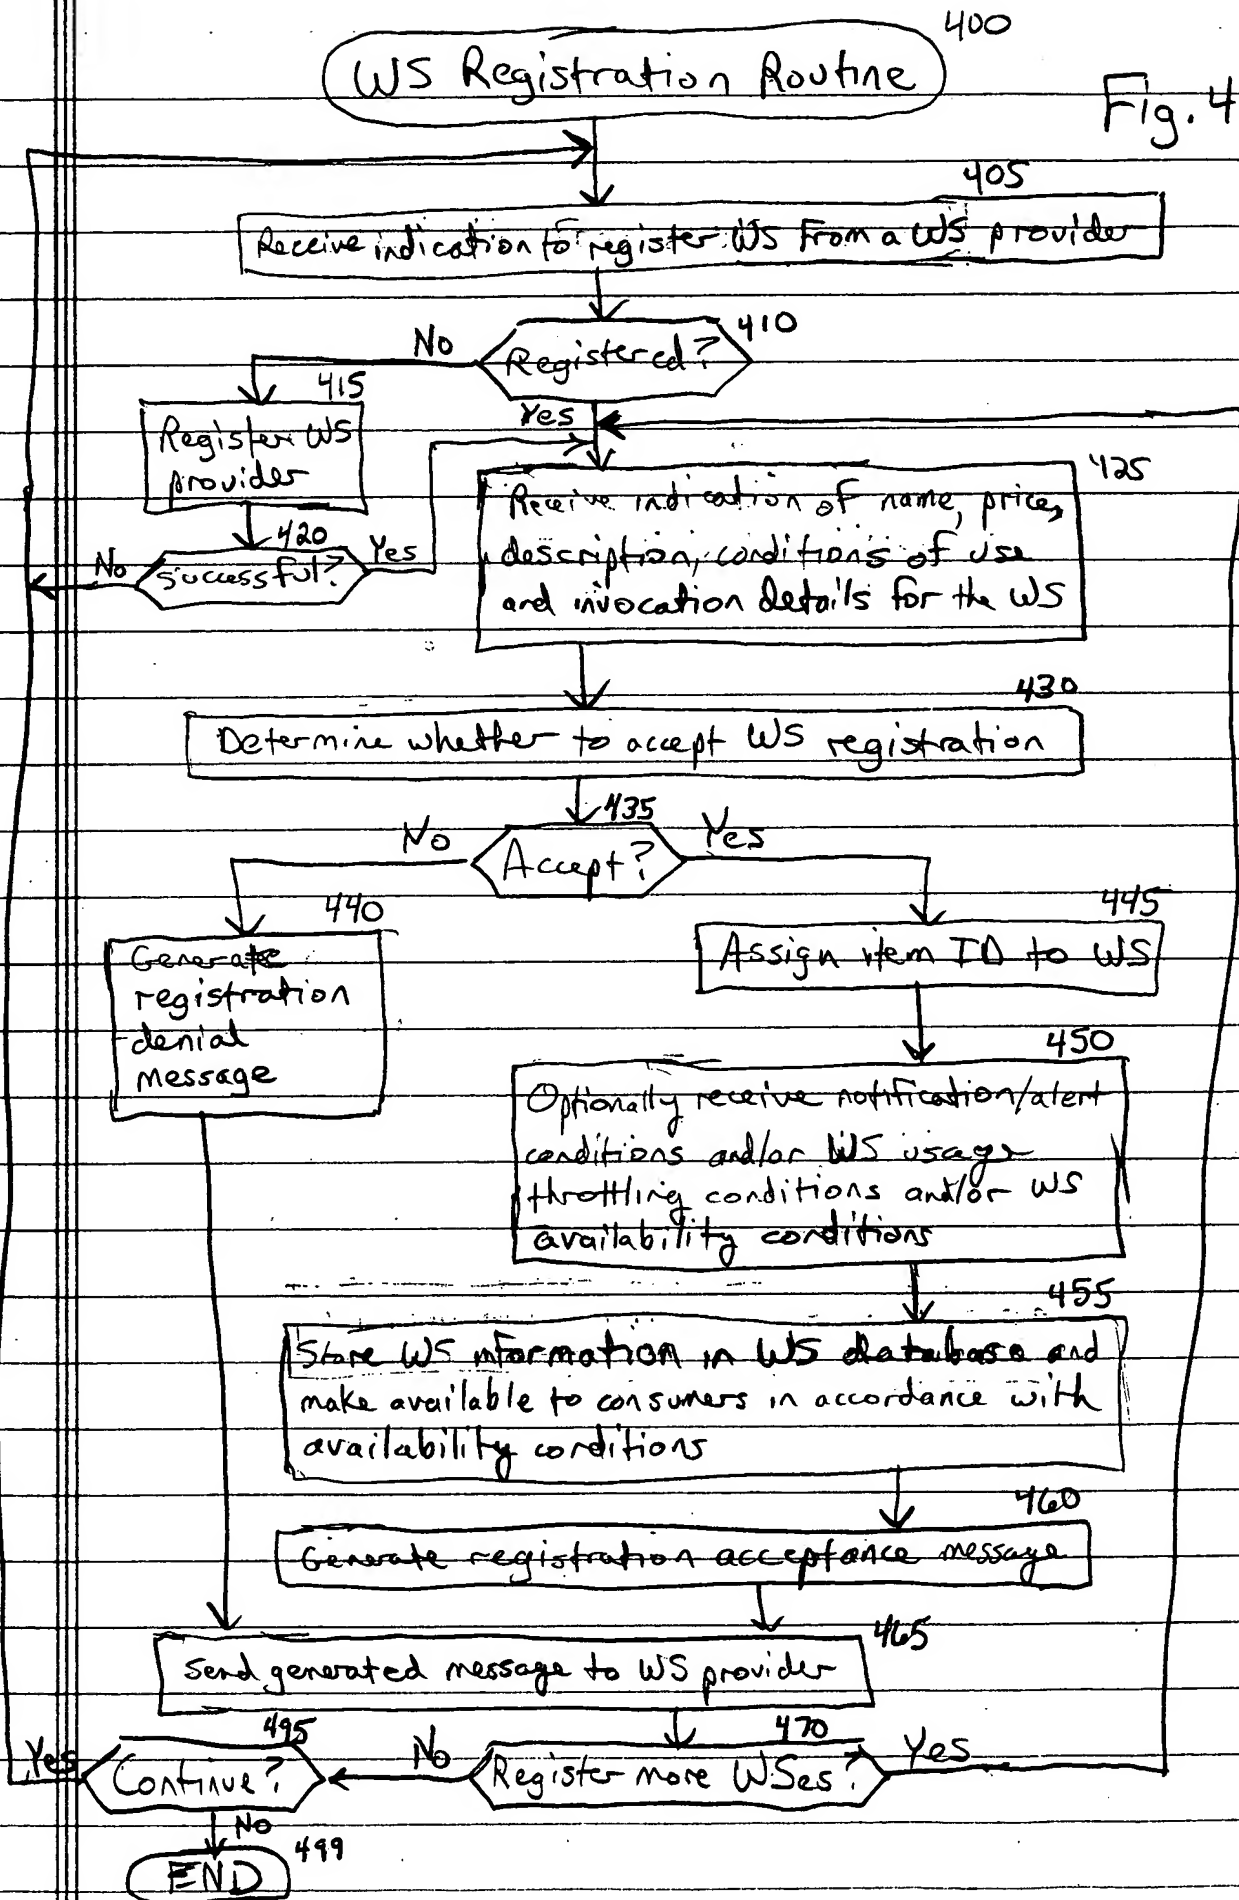 400
WS Registration Routine
Fig. 4
405
Receive indication to register WS from a WS provider
410
No
Registered?
415
Yes
Register WS
provider
425
Receive indication of name, price,
description, conditions of use
and invocation details for the WS
420
No
Successful?
Yes
430
Determine whether to accept WS registration
435
No
Accept?
Yes
440
Generate
registration
denial
message
445
Assign item ID to WS
450
Optionally receive notification/alert
conditions and/or WS usage
throttling conditions and/or WS
availability conditions
455
Store WS information in WS database and
make available to consumers in accordance with
availability conditions
460
Generate registration acceptance message
465
Send generated message to WS provider
495
470
Yes
Continue?
No
Register more WSes?
Yes
No
499
END